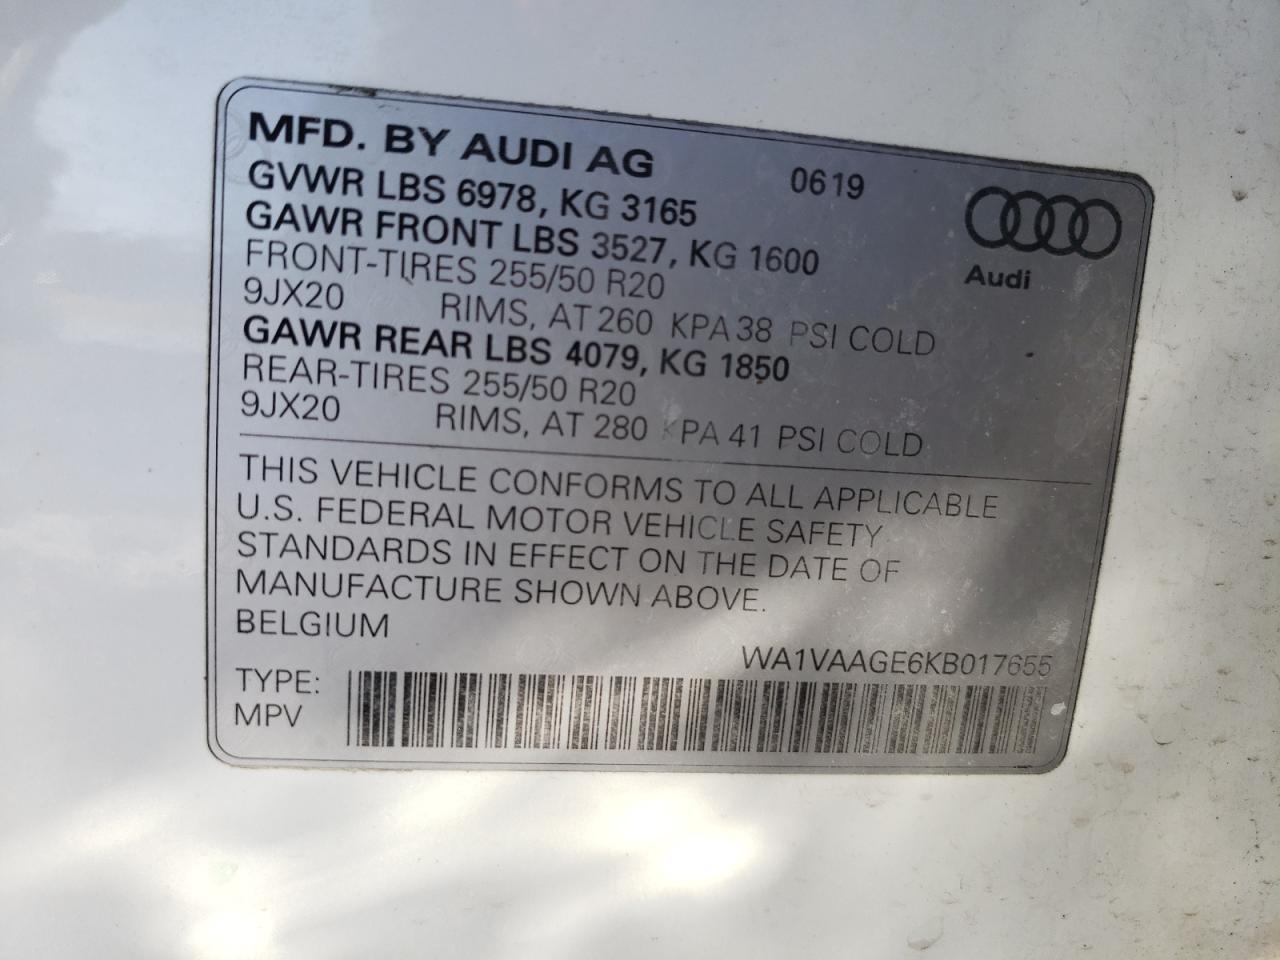 MFD. BY AUDI AG 0619
GVWR LBS 6978, KG 3165
GAWR FRONT LBS 3527, KG 1600
Audi
FRONT-TIRES 255/50 R20
9JX20 RIMS, AT 260 KPA 38 PSI COLD
GAWR REAR LBS 4079, KG 1850
REAR-TIRES 255/50 R20
9JX20 RIMS, AT 280 KPA 41 PSI COLD
THIS VEHICLE CONFORMS TO ALL APPLICABLE
U.S. FEDERAL MOTOR VEHICLE SAFETY
STANDARDS IN EFFECT ON THE DATE OF
MANUFACTURE SHOWN ABOVE.
BELGIUM
WA1VAAGE6KB017655
TYPE:
MPV